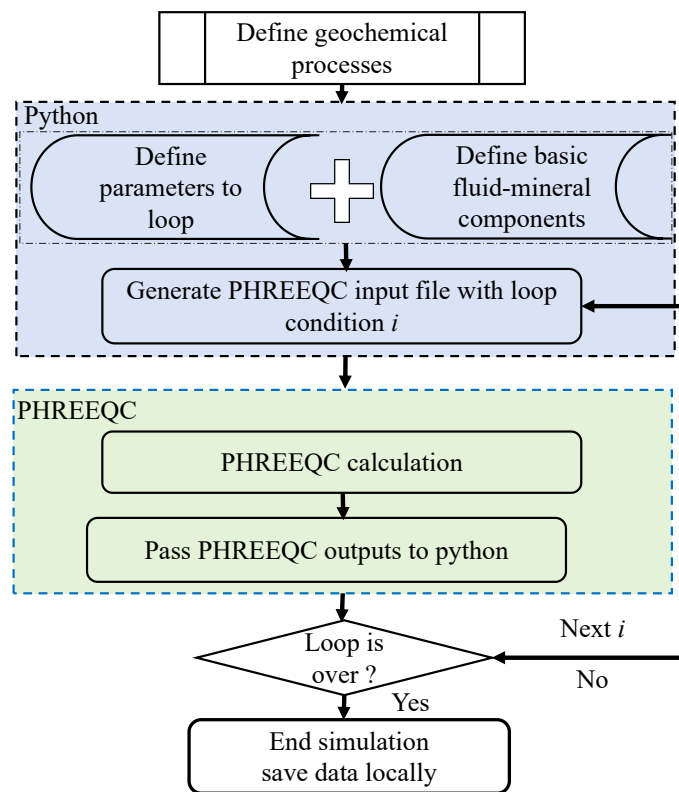 Define geochemical
processes
Python
Define
parameters to
loop
Define basic
fluid-mineral
components
Generate PHREEQC input file with loop
condition i
PHREEQC
PHREEQC calculation
Pass PHREEQC outputs to python
Loop is
over ?
Next i
No
Yes
End simulation
save data locally